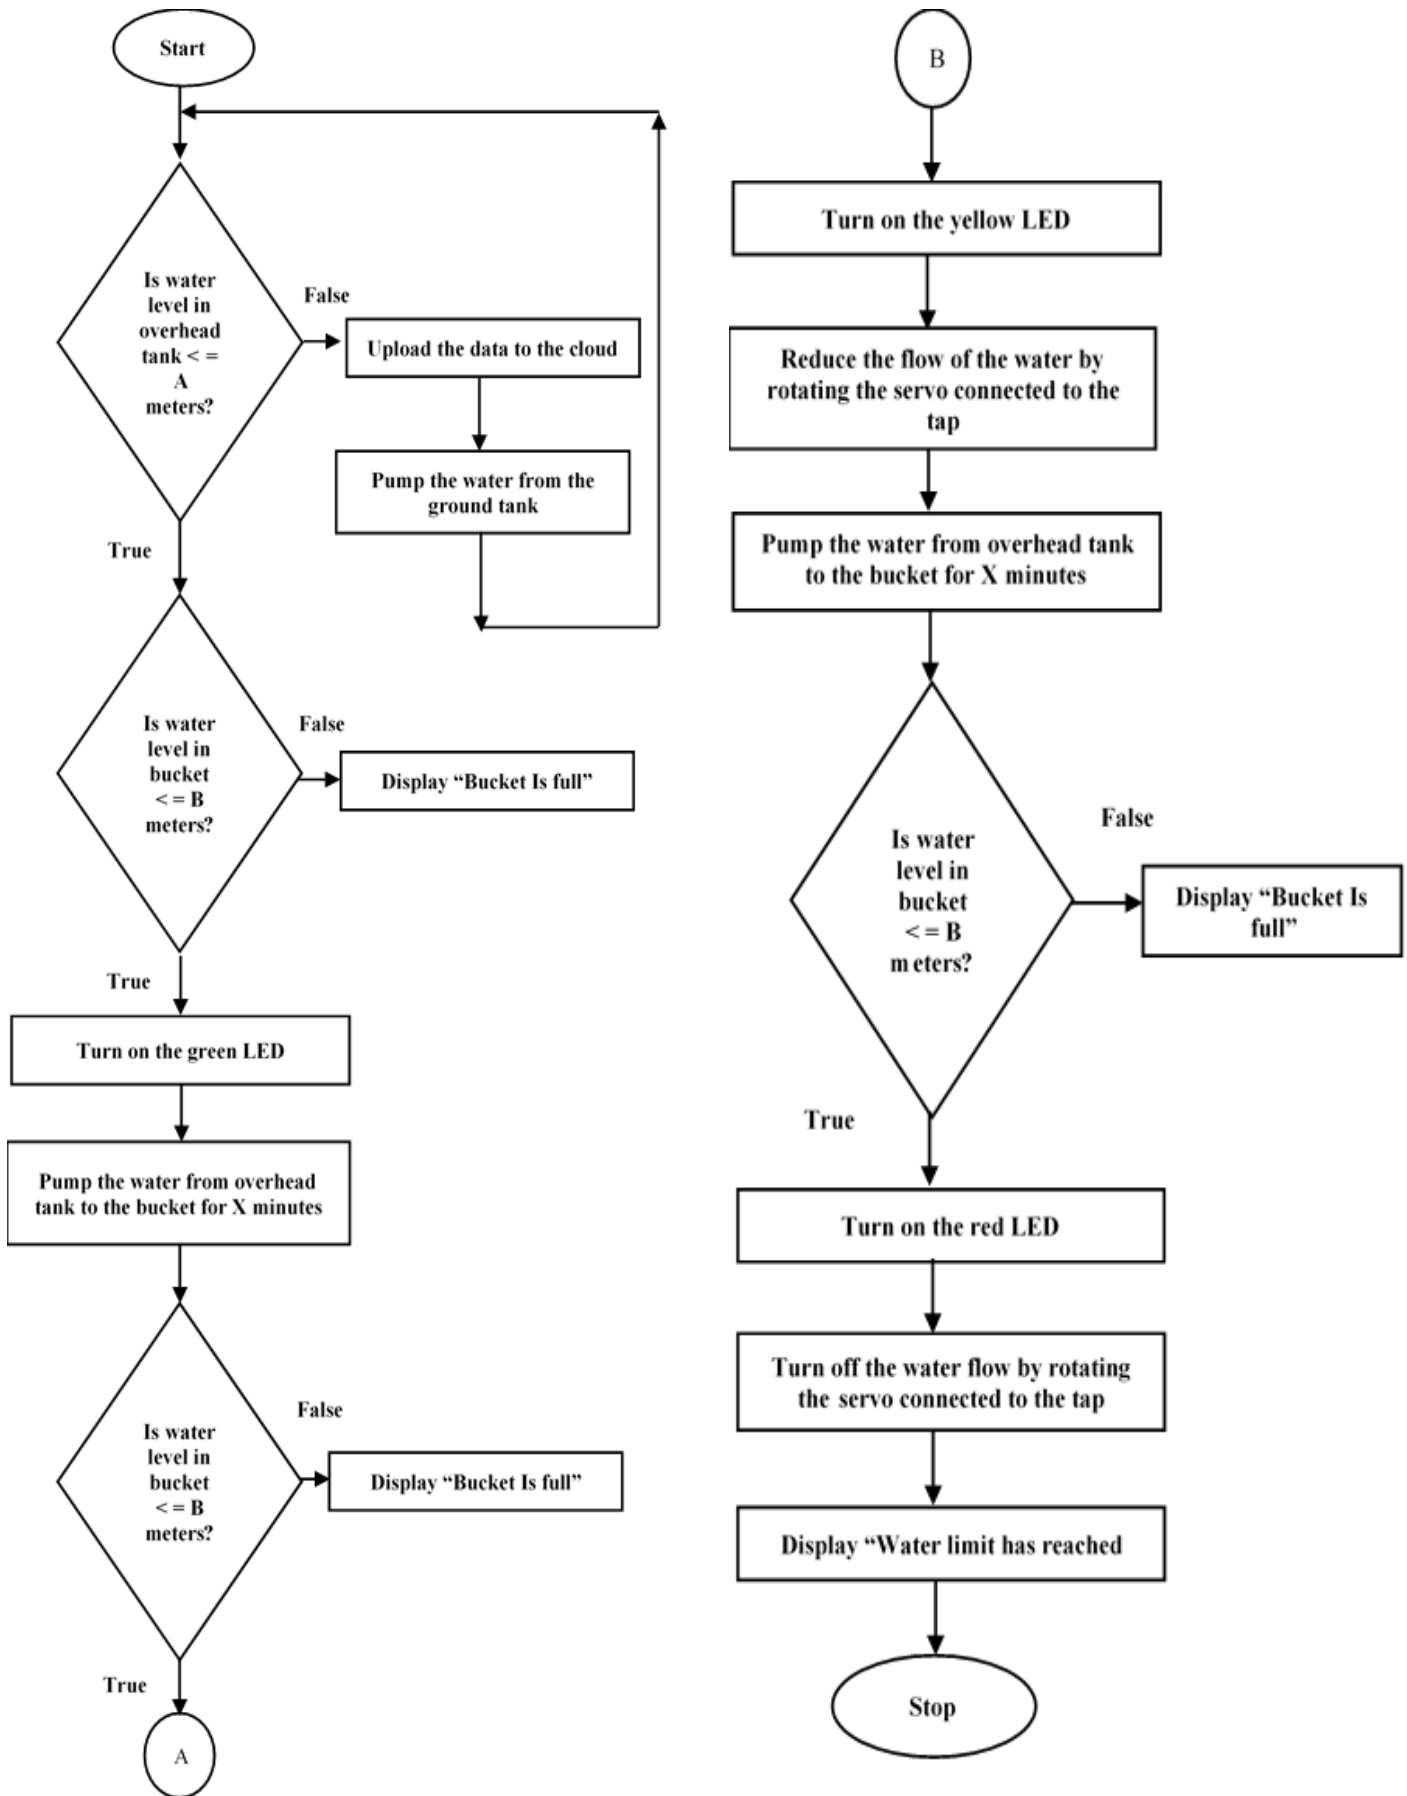 Start
Is water
level in
overhead
tank < =
A
meters?
False
Upload the data to the cloud
Pump the water from the
ground tank
True
Is water
level in
bucket
< = B
meters?
False
Display “Bucket Is full”
True
Turn on the green LED
Pump the water from overhead
tank to the bucket for X minutes
Is water
level in
bucket
< = B
meters?
False
Display “Bucket Is full”
True
A
B
Turn on the yellow LED
Reduce the flow of the water by
rotating the servo connected to the
tap
Pump the water from overhead tank
to the bucket for X minutes
Is water
level in
bucket
< = B
meters?
False
Display “Bucket Is
full”
True
Turn on the red LED
Turn off the water flow by rotating
the servo connected to the tap
Display “Water limit has reached
Stop